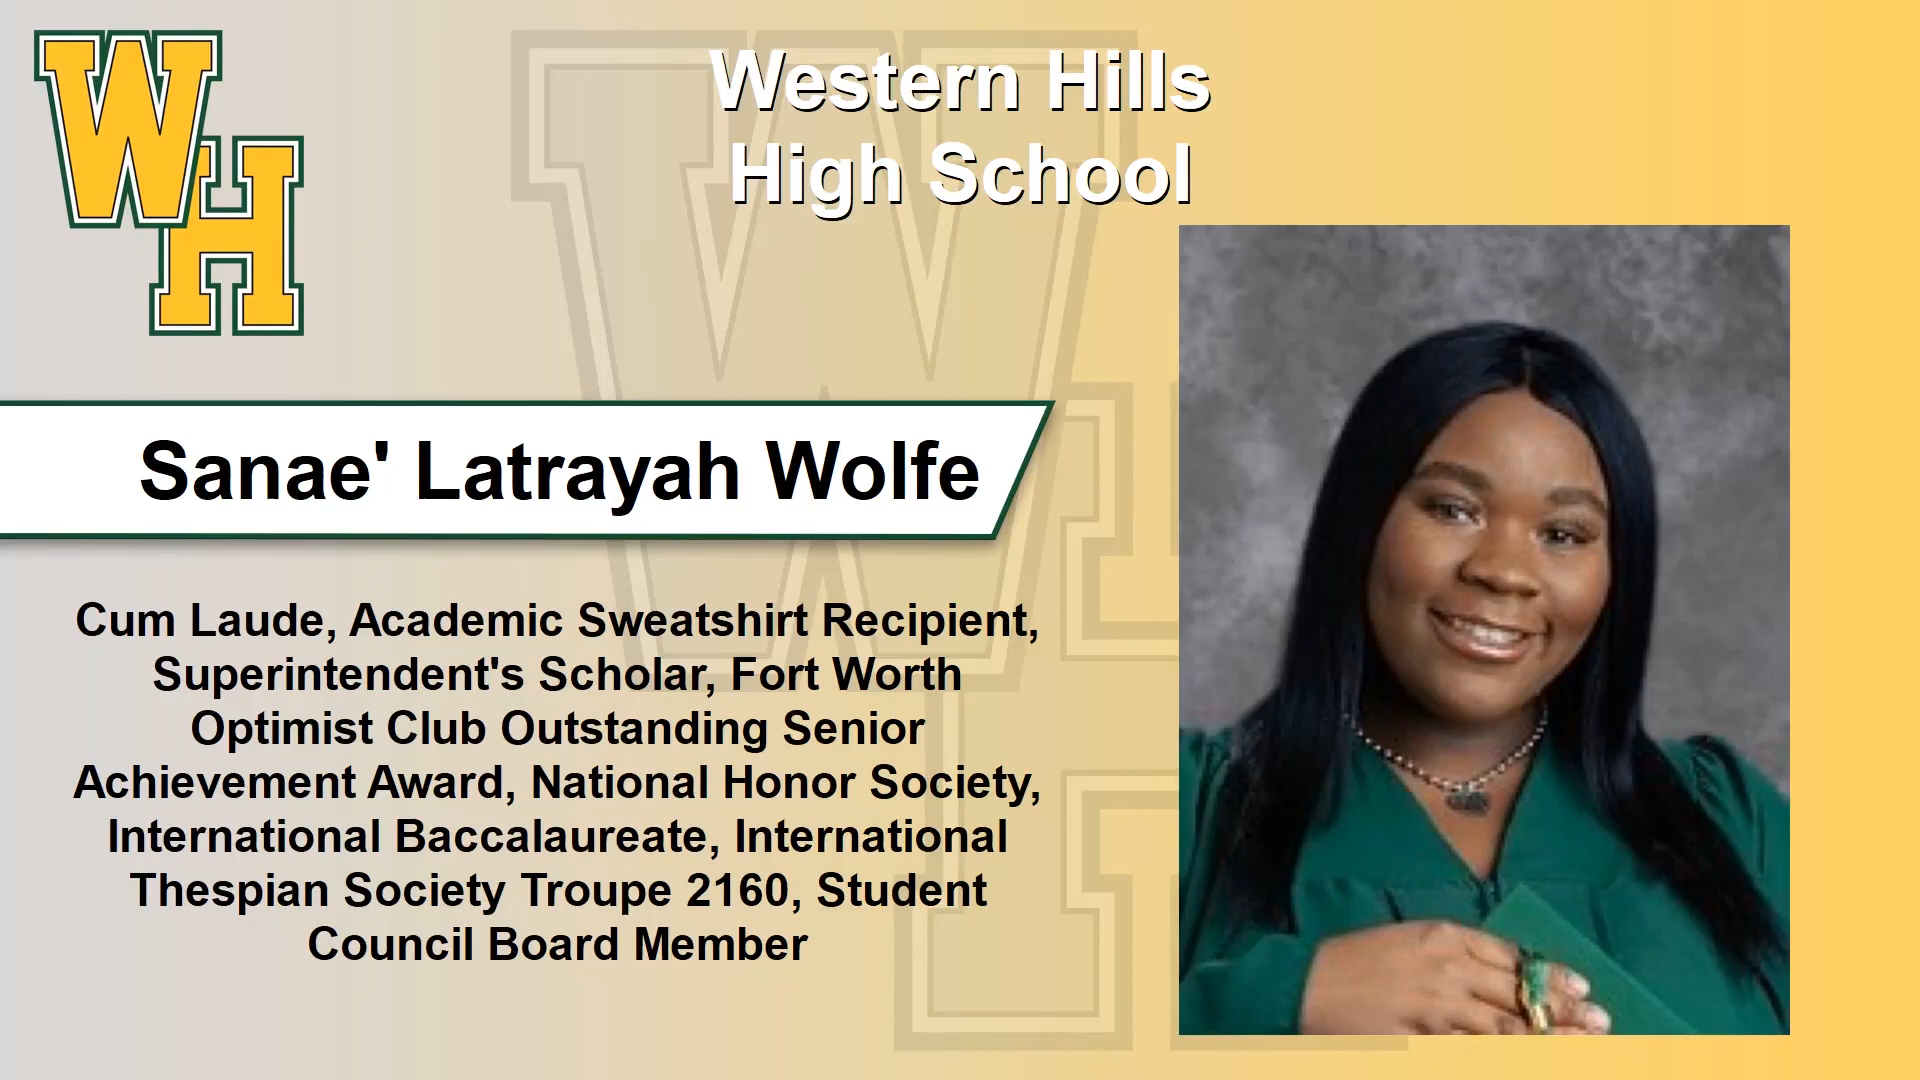 WH
Western Hills
High School
Sanae' Latrayah Wolfe
Cum Laude, Academic Sweatshirt Recipient,
Superintendent's Scholar, Fort Worth
Optimist Club Outstanding Senior
Achievement Award, National Honor Society,
International Baccalaureate, International
Thespian Society Troupe 2160, Student
Council Board Member